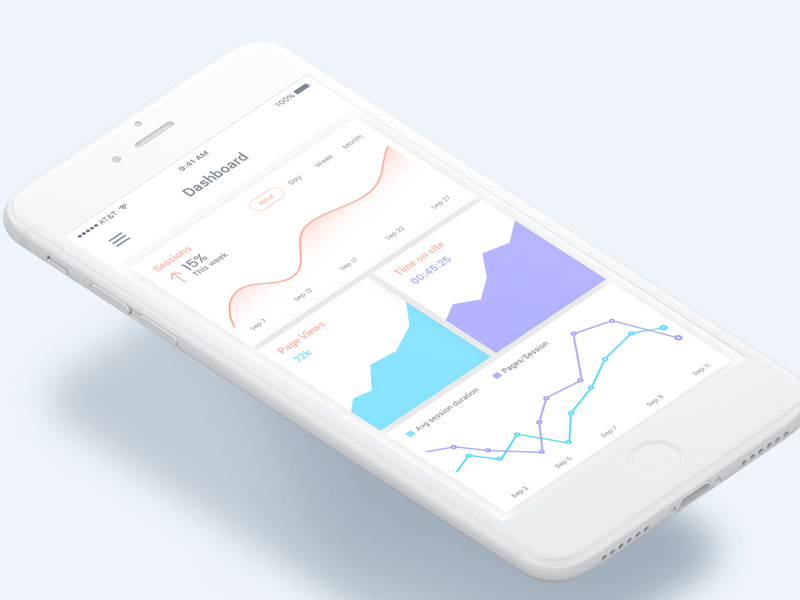 AT&T
9:41 AM
100%
Dashboard
Sessions
15%
This week
Hour
Day
Week
Month
Sep 7
Sep 12
Sep 17
Sep 22
Sep 27
Page Views
72k
Time on site
00:45:25
Avg session duration
Pages/Session
Sep 2
Sep 5
Sep 7
Sep 9
Sep 11